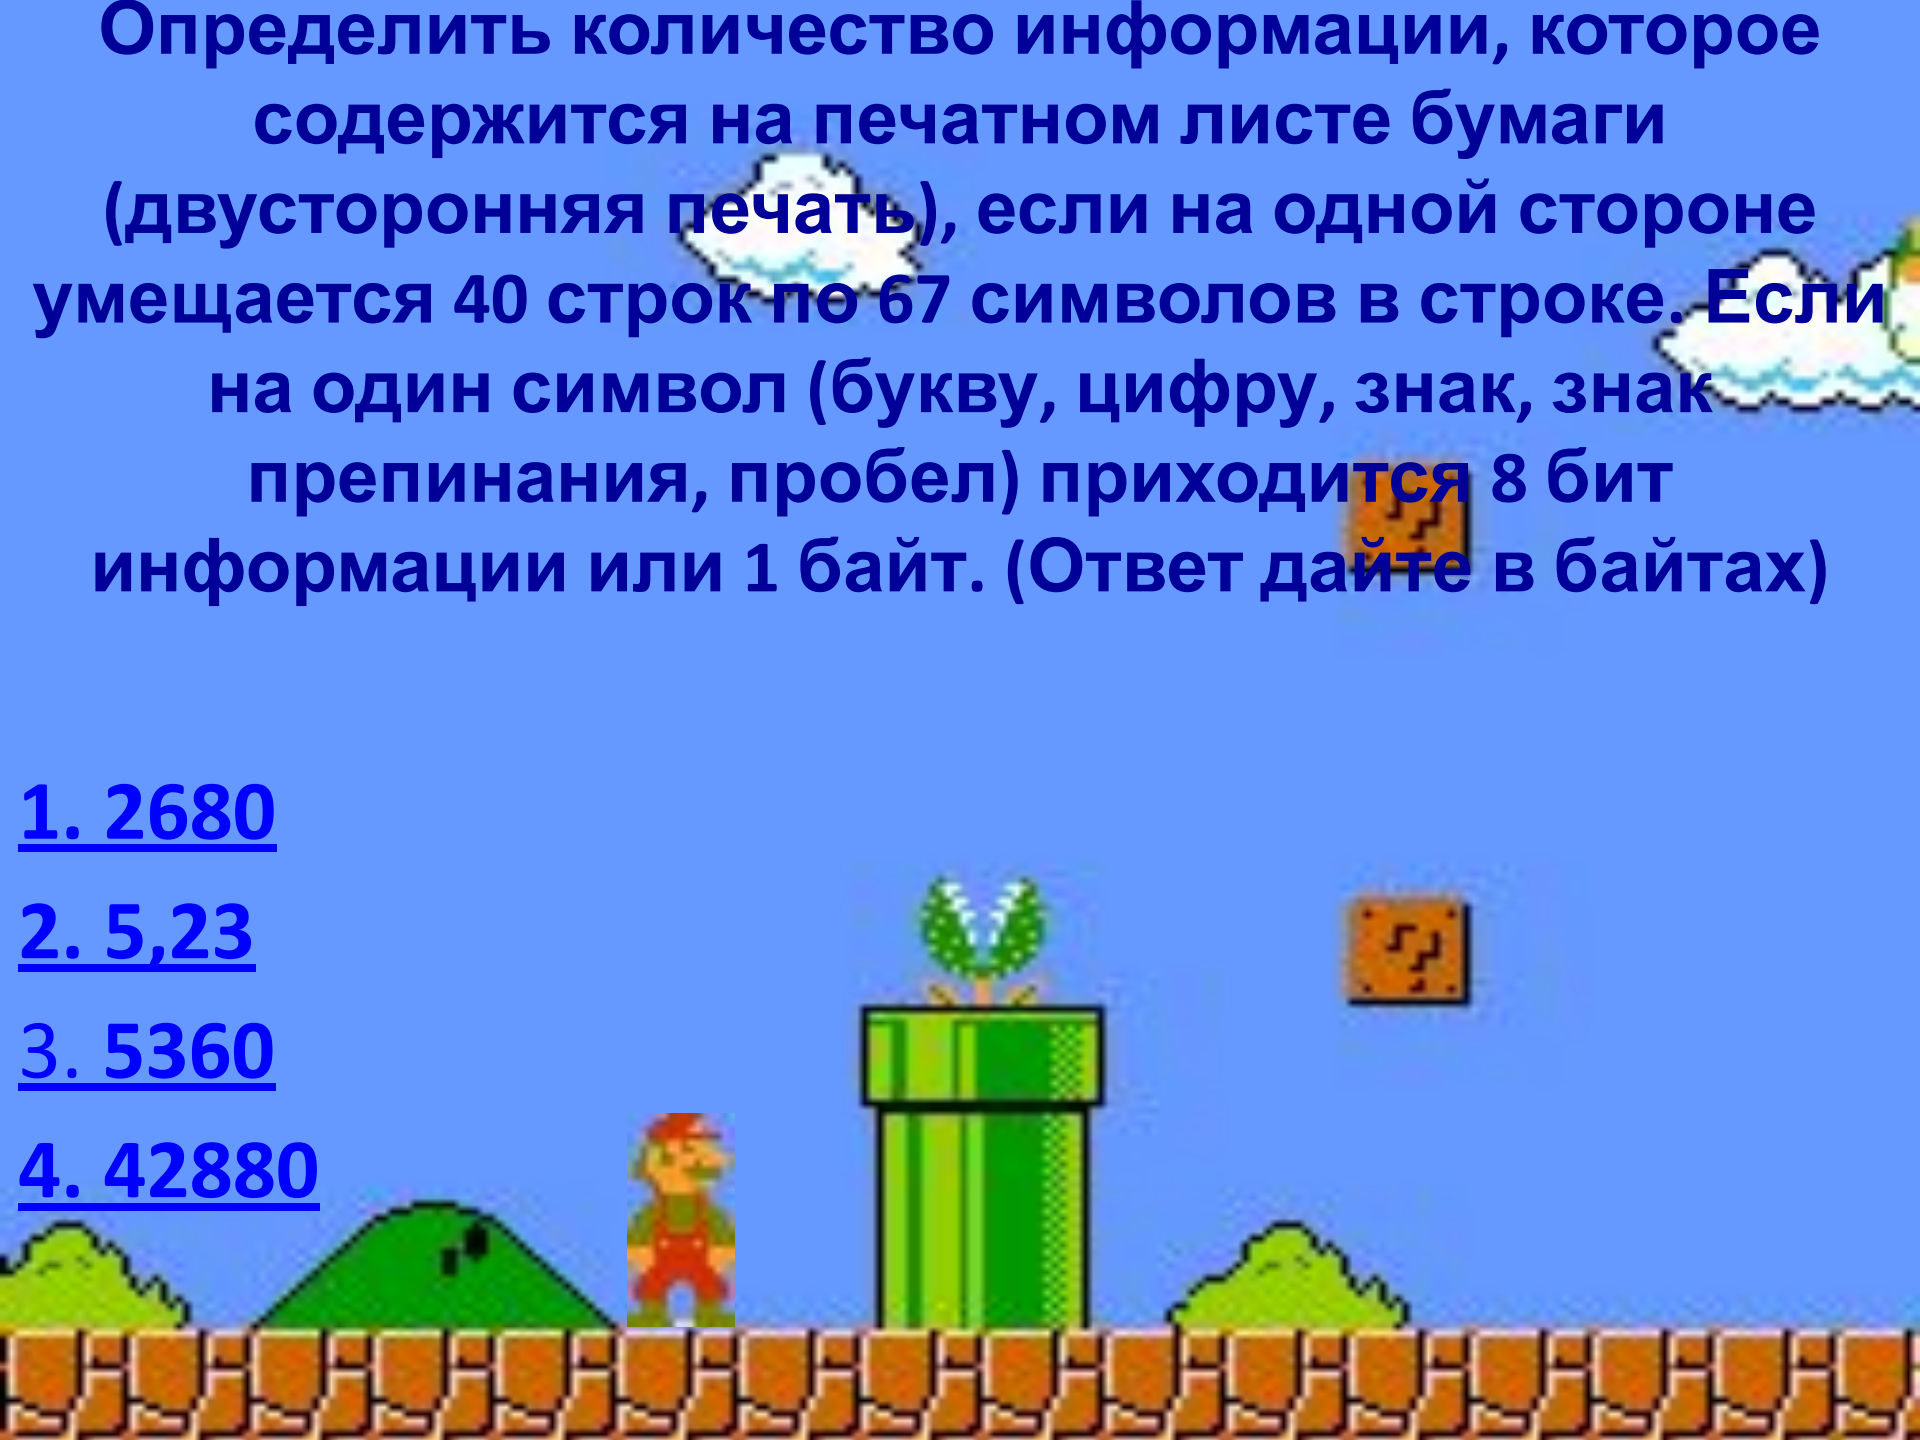 Определить количество информации, которое
содержится на печатном листе бумаги
(двусторонняя печать), если на одной стороне
умещается 40 строк по 67 символов в строке. Если
на один символ (букву, цифру, знак, знак
препинания, пробел) приходится 8 бит
информации или 1 байт. (Ответ дайте в байтах)
1. 2680
2. 5,23
3. 5360
4. 42880